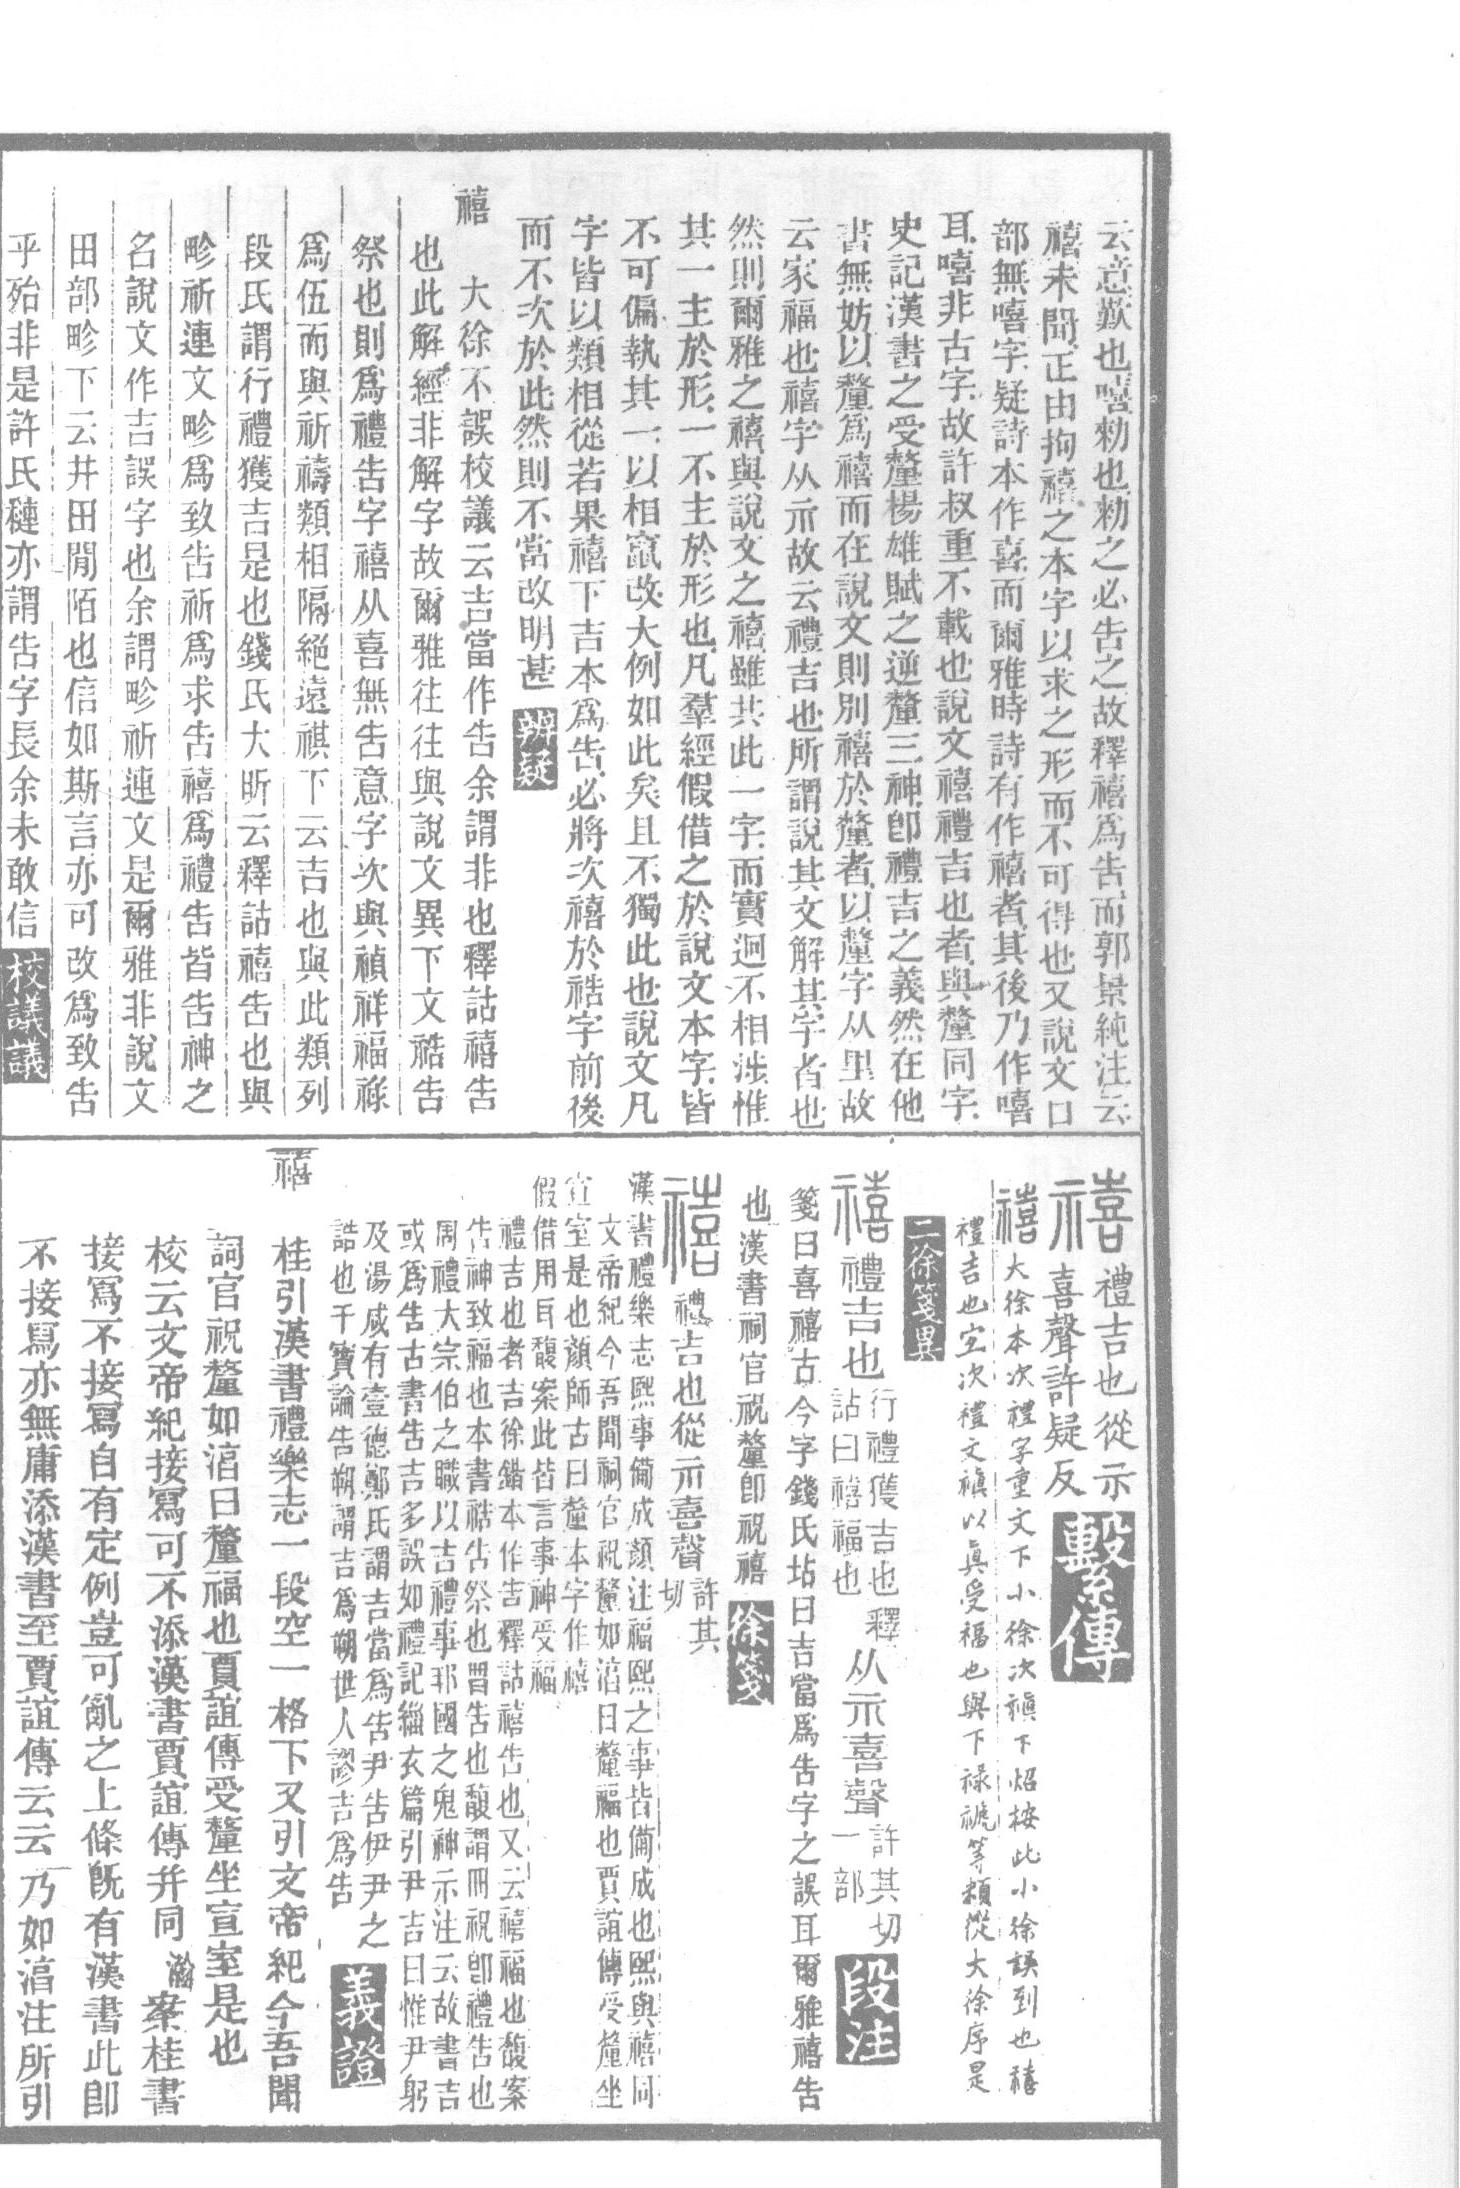 云意歎也嘻勑也勑之必告之故釋禧爲告而郭景純注云
禧未聞正由拘禧之本字以求之形而不可得也又說文口
部無嘻字疑詩本作喜而爾雅時詩有作禧者其後乃作嘻
耳嘻非古字故許叔重不載也說文禧禮吉也者與釐同字
史記漢書之受釐楊雄賦之逆釐三神卽禮吉之義然在他
書無妨以釐爲禧而在說文則別禧於釐者以釐字从里故
云家福也禧字从示故云禮吉也所謂說其文解其字者也
然則爾雅之禧與說文之禧雖共此一字而實迥不相涉惟
其一主於形一不主於形也凡羣經假借之於說文本字皆
不可偏執其一以相竄改大例如此矣且不獨此也說文凡
字皆以類相從若果禧下吉本爲告必將次禧於祰字前後
而不次於此然則不當改明甚 辨疑
禧
大徐不誤校議云吉當作告余謂非也釋詁禧告
也此解經非解字故爾雅往往與說文異下文祰告
祭也則爲禮告字禧从喜無告意字次與禎祥福祿
爲伍而與祈禱類相隔絕遠祺下云吉也與此類列
段氏謂行禮獲吉是也錢氏大昕云釋詁禧告也與
畛祈連文畛爲致告祈爲求告禧爲禮告皆告神之
名說文作吉誤字也余謂畛祈連文是爾雅非說文
田部畛下云井田間陌也信如斯言亦可改爲致告
乎殆非是許氏槤亦謂告字長余未敢信 校議議
禧 禮吉也從示
喜聲許疑反 繫傳
禧 大徐本次禮字重文下小徐次禛下炤按此小徐誤到也禧
禮吉也宜次禮文禛以眞受福也與下祿禠等類從大徐序是
二徐箋異
禧 禮吉也 行禮獲吉也釋
詁曰禧福也 从示喜聲 許其切
一部 段注
箋曰喜禧古今字錢氏坫曰吉當爲告字之誤耳爾雅禧告
也漢書祠官祝釐卽祝禧 徐箋
禧 禮吉也從示喜聲 許其
切
漢書禮樂志熙事備成顏注福熙之事皆備成也熙與禧同
文帝紀今吾聞祠官祝釐如淳曰釐福也賈誼傳受釐坐
宣室是也顏師古曰釐本字作禧
假借用耳馥案此皆言事神受福
禮吉也者吉徐鍇本作告釋詁禧告也又云禧福也馥案
告神致福也本書祰告祭也䇶告也馥謂冊祝卽禮告也
周禮大宗伯之職以吉禮事邦國之鬼神示注云故書吉
或爲告古書告吉多誤如禮記緇衣篇引尹吉曰惟尹躬
及湯咸有壹德鄭氏謂吉當爲告尹告伊尹之
誥也干寶論告朔謂吉爲朔世人謬吉爲告 義證
禧
桂引漢書禮樂志一段空一格下又引文帝紀今吾聞
詞官祝釐如淳曰釐福也賈誼傳受釐坐宣室是也
校云文帝紀接寫可不添漢書賈誼傳幷同 瀚案桂書
接寫不接寫自有定例豈可亂之上條旣有漢書此卽
不接寫亦無庸添漢書至賈誼傳云云乃如淳注所引